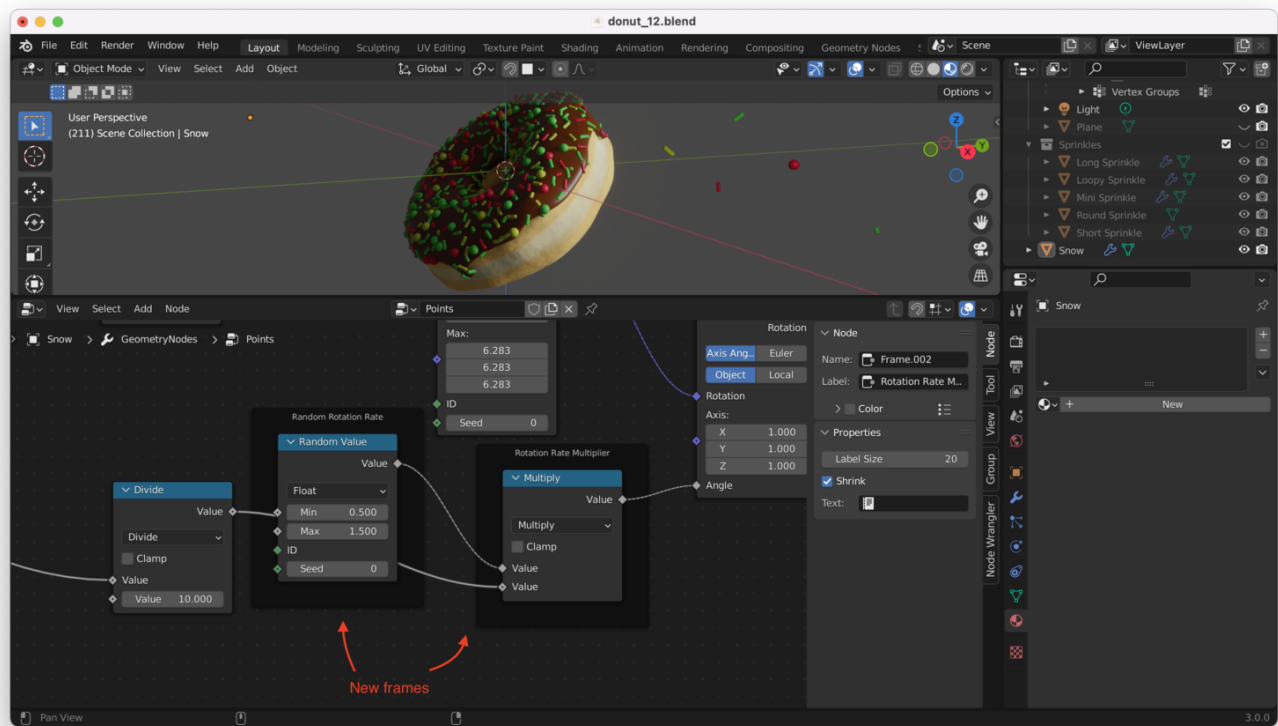 donut_12.blend
File Edit Render Window Help Layout Modeling Sculpting UV Editing Texture Paint Shading Animation Rendering Compositing Geometry Nodes Scene ViewLayer
Object Mode View Select Add Object Global
Options
User Perspective
(211) Scene Collection | Snow
Z
Y
X
Vertex Groups
Light
Plane
Sprinkles
Long Sprinkle
Loopy Sprinkle
Mini Sprinkle
Round Sprinkle
Short Sprinkle
Snow
View Select Add Node Points
Snow > GeometryNodes > Points
Max:
6.283
6.283
6.283
ID
Seed 0
Rotation
Axis Ang.. Euler
Object Local
Rotation
Axis:
X 1.000
Y 1.000
Z 1.000
Angle
Random Rotation Rate
Random Value
Value
Float
Min 0.500
Max 1.500
ID
Seed 0
Rotation Rate Multiplier
Multiply
Value
Multiply
Clamp
Value
Value
Divide
Value
Divide
Clamp
Value
Value 10.000
New frames
Node
Name: Frame.002
Label: Rotation Rate M...
Color
Properties
Label Size 20
Shrink
Text:
Node
Tool
View
Group
Node Wrangler
Snow
New
Pan View
3.0.0